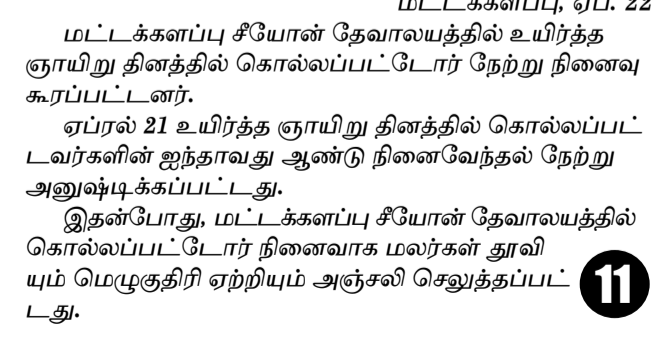 மட்டக்களப்பு, ஏப். 22
மட்டக்களப்பு சீயோன் தேவாலயத்தில் உயிர்த்த
ஞாயிறு தினத்தில் கொல்லப்பட்டோர் நேற்று நினைவு
கூரப்பட்டனர்.
ஏப்ரல் 21 உயிர்த்த ஞாயிறு தினத்தில் கொல்லப்பட்
டவர்களின் ஐந்தாவது ஆண்டு நினைவேந்தல் நேற்று
அனுஷ்டிக்கப்பட்டது.
இதன்போது, மட்டக்களப்பு சீயோன் தேவாலயத்தில்
கொல்லப்பட்டோர் நினைவாக மலர்கள் தூவி
யும் மெழுகுதிரி ஏற்றியும் அஞ்சலி செலுத்தப்பட்
டது.
11